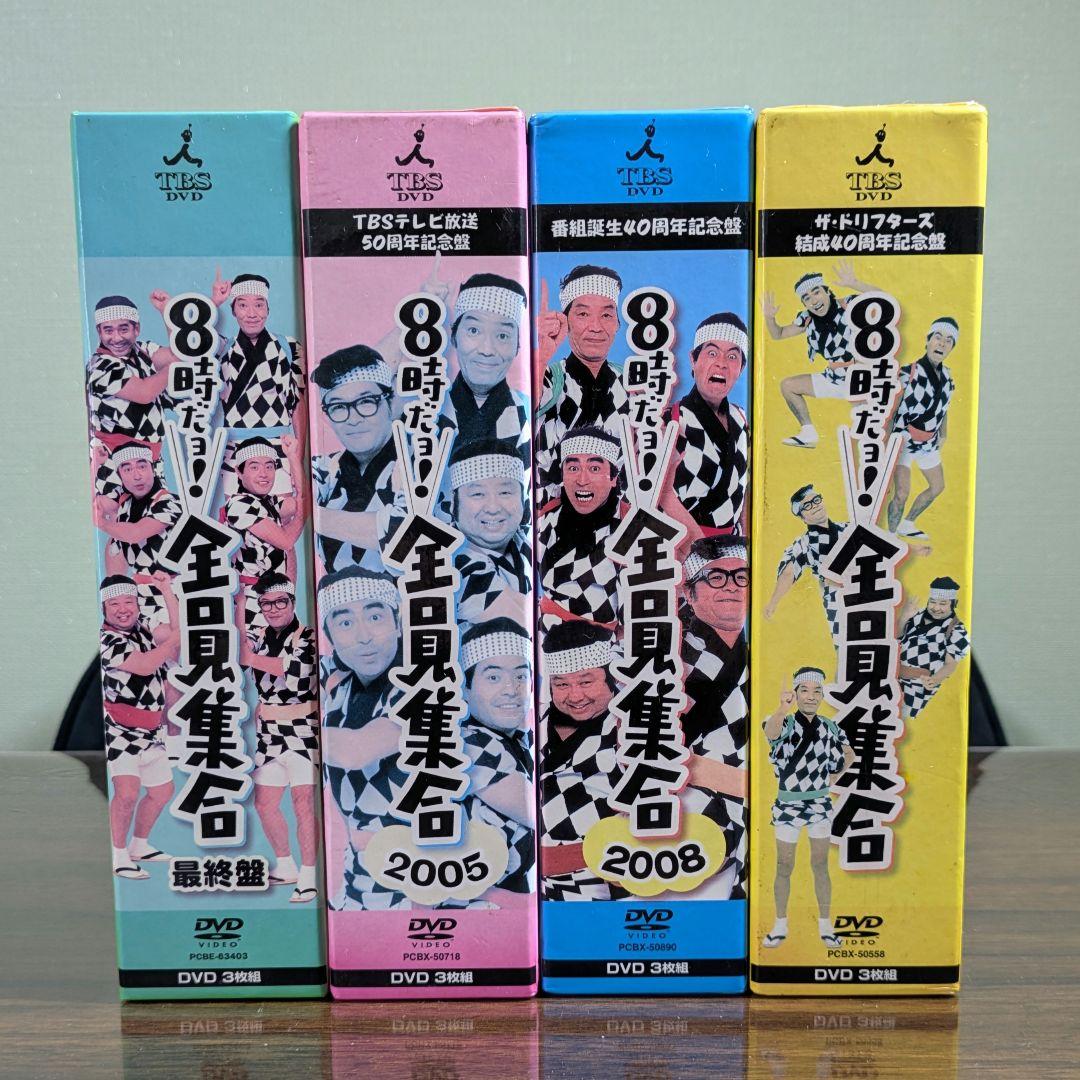 TBS
DVD
8時だョ!
全員集合
最終盤
DVD
VIDEO
PCBE-63403
DVD 3枚組
TBS
DVD
TBSテレビ放送
50周年記念盤
8時だョ!
全員集合
2005
DVD
VIDEO
PCBX-50718
DVD 3枚組
TBS
DVD
番組誕生40周年記念盤
8時だョ!
全員集合
2008
DVD
VIDEO
PCBX-50890
DVD 3枚組
TBS
DVD
ザ・ドリフターズ
結成40周年記念盤
8時だョ!
全員集合
DVD
VIDEO
PCBX-50558
DVD 3枚組